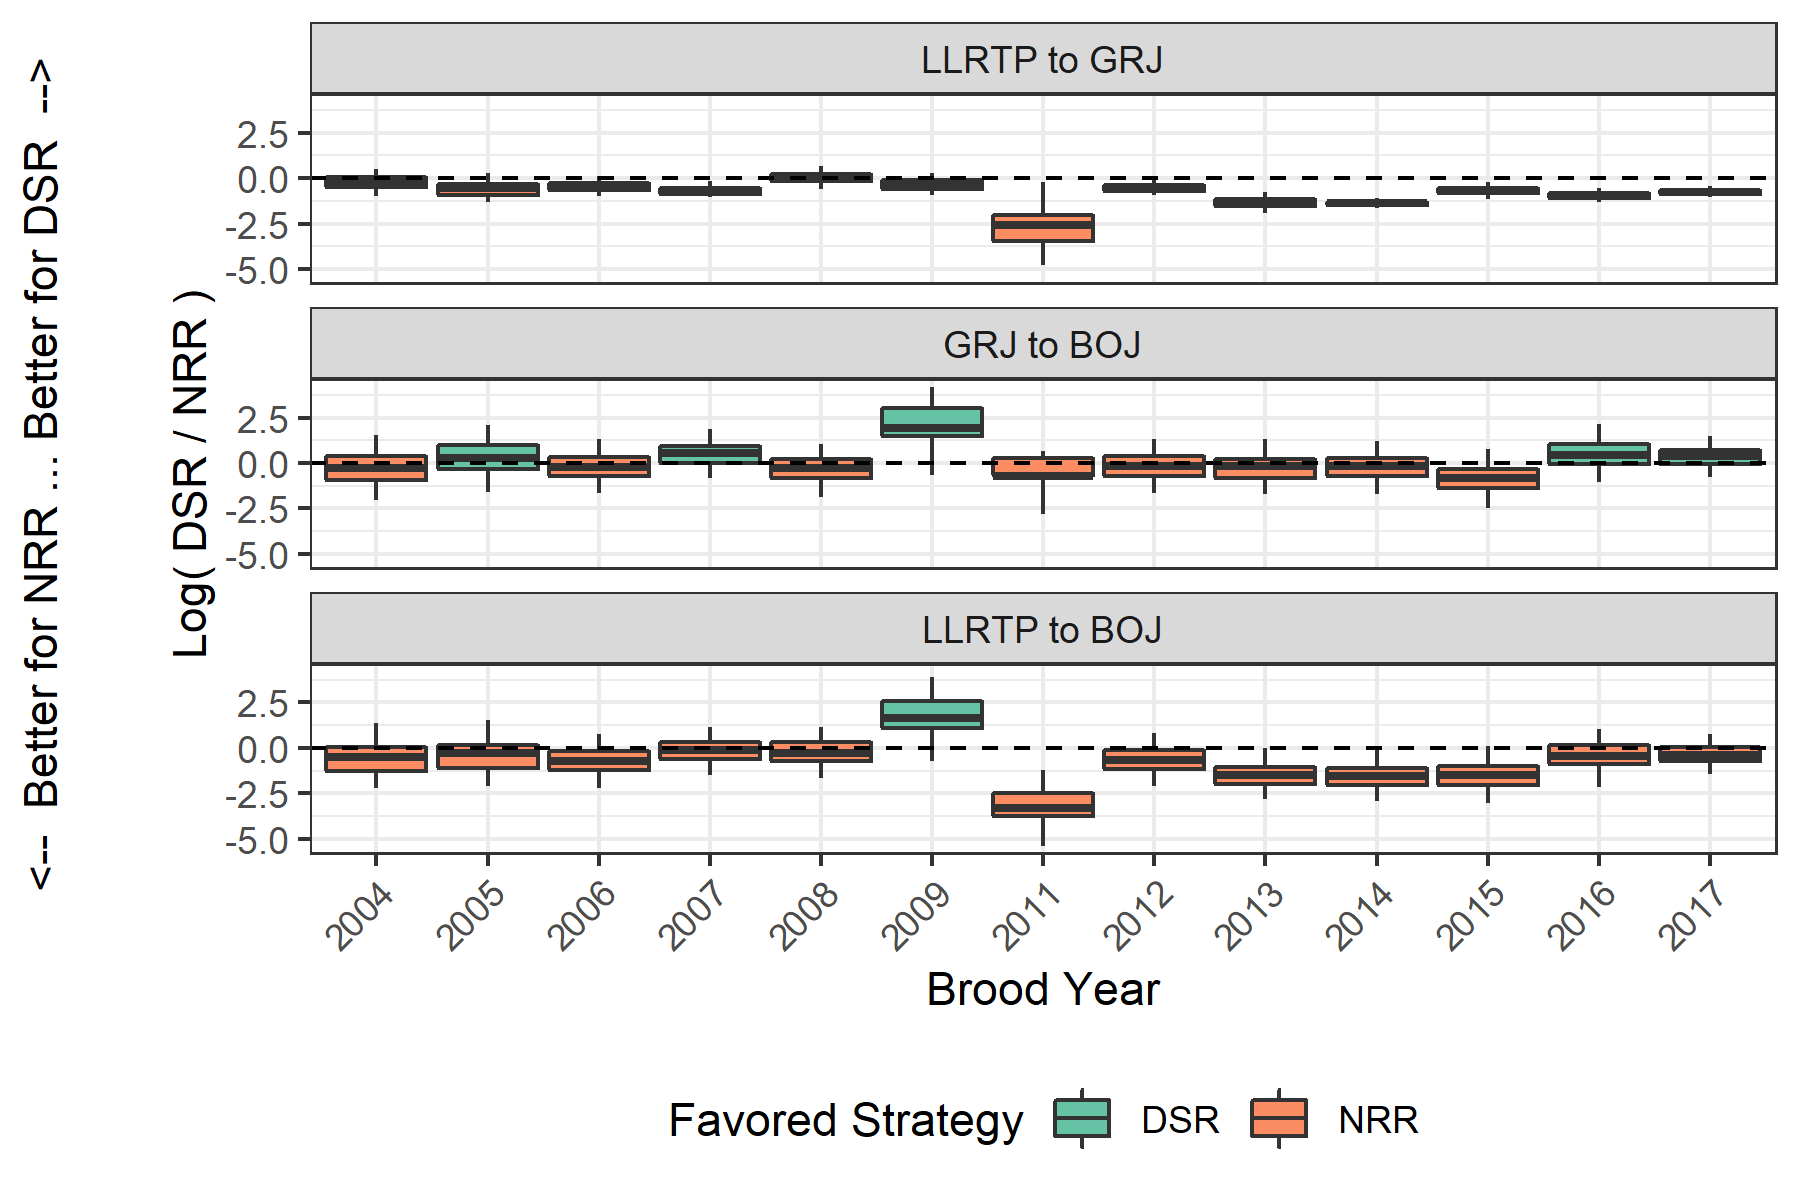 <-- Better for NRR ... Better for DSR -->
Log( DSR / NRR )
LLRTP to GRJ
2.5
0.0
-2.5
-5.0
GRJ to BOJ
2.5
0.0
-2.5
-5.0
LLRTP to BOJ
2.5
0.0
-2.5
-5.0
2004 2005 2006 2007 2008 2009 2011 2012 2013 2014 2015 2016 2017
Brood Year
Favored Strategy DSR NRR